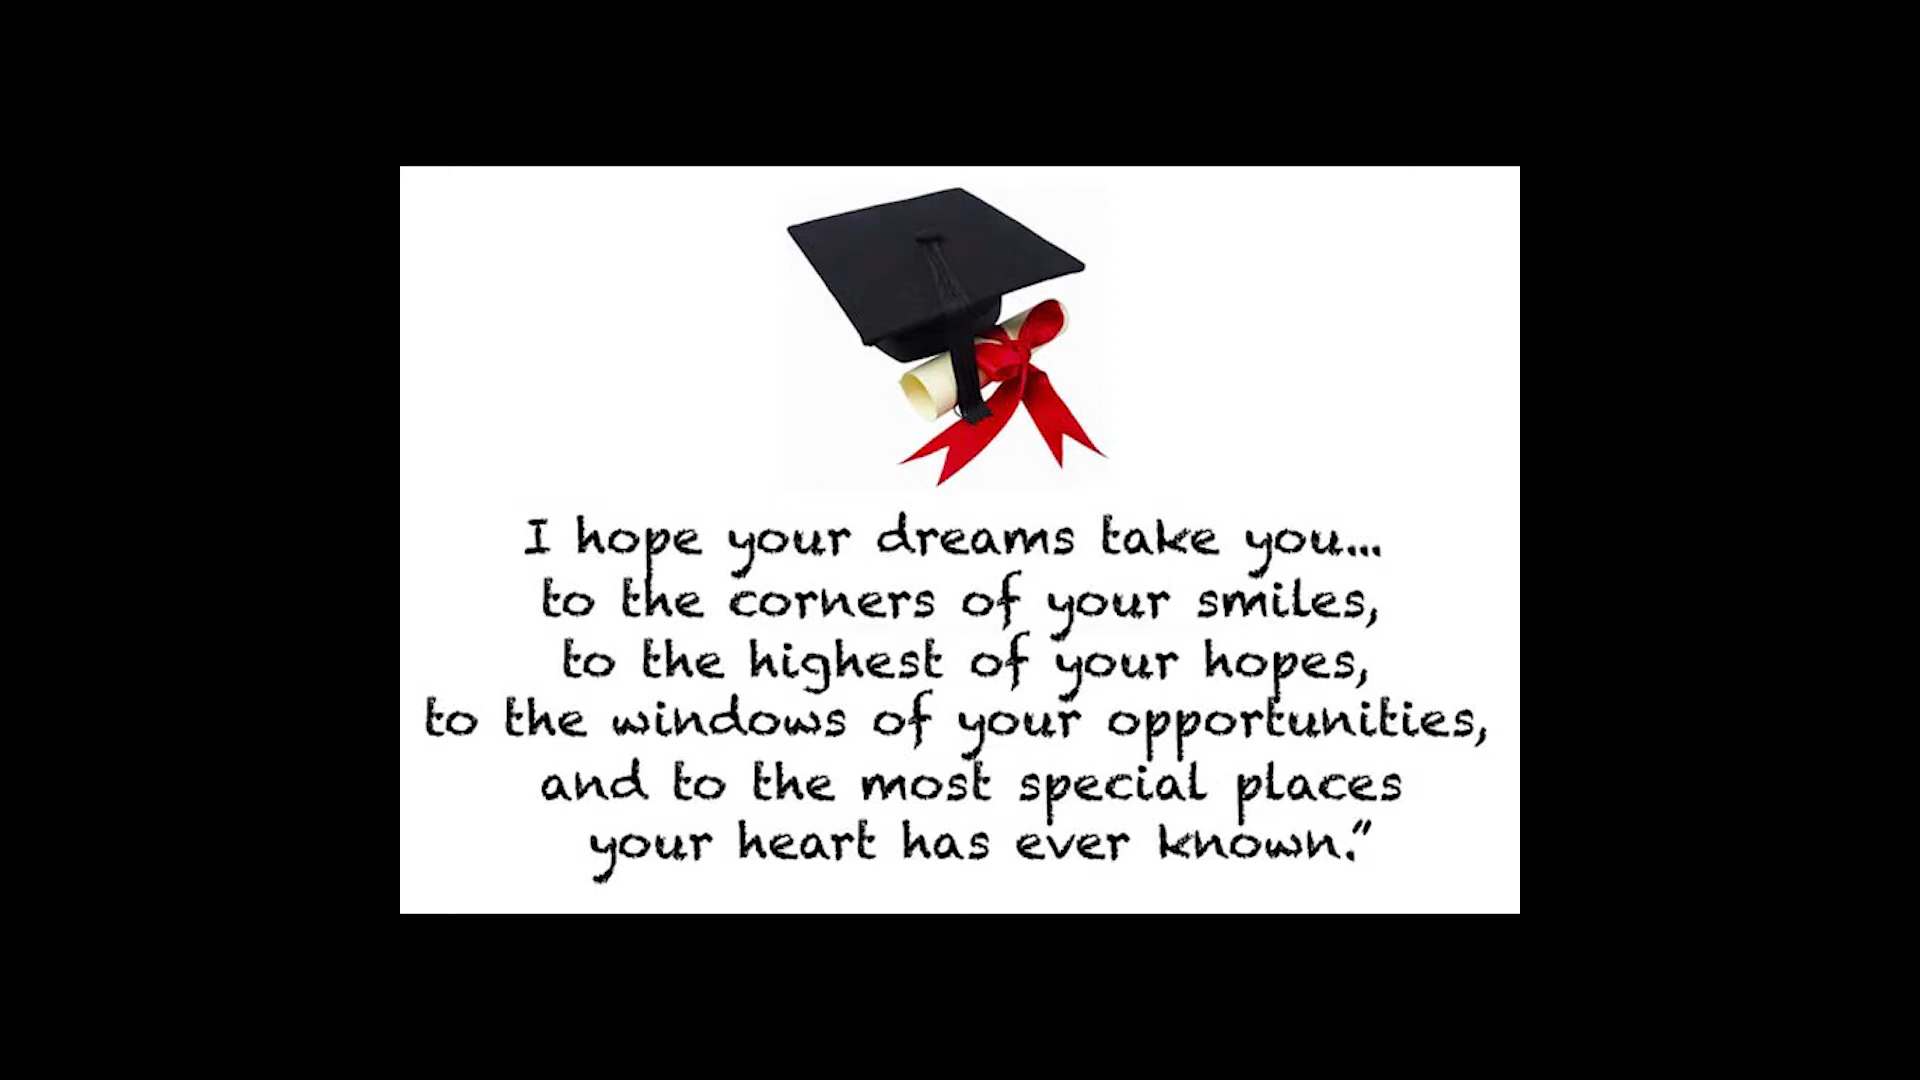 I hope your dreams take you...
to the corners of your smiles,
to the highest of your hopes,
to the windows of your opportunities,
and to the most special places
your heart has ever known.”